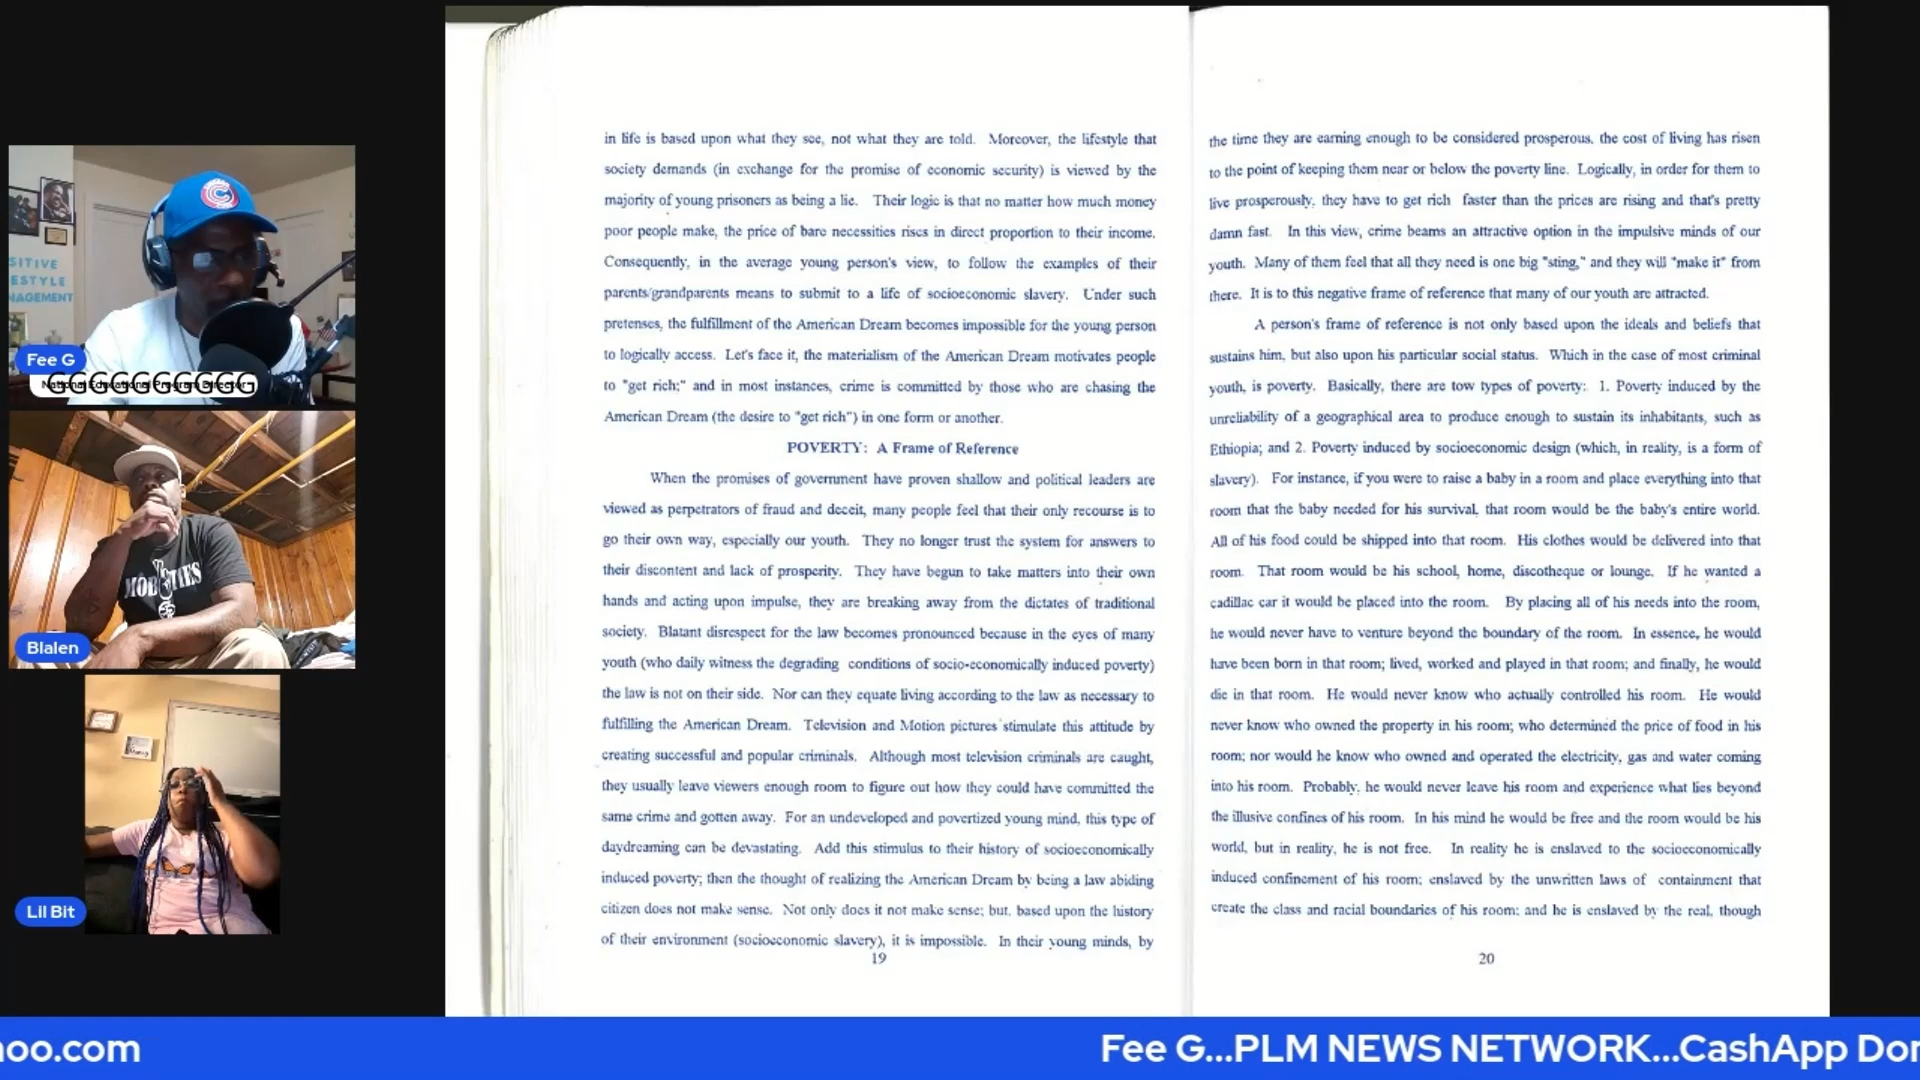 SITIVE
ESTYLE
NAGEMENT
Fee G
National Educational Program Director
GGGGGGGGGG
Blalen
MOB TIES
Lil Bit
in life is based upon what they see, not what they are told. Moreover, the lifestyle that
society demands (in exchange for the promise of economic security) is viewed by the
majority of young prisoners as being a lie. Their logic is that no matter how much money
poor people make, the price of bare necessities rises in direct proportion to their income.
Consequently, in the average young person's view, to follow the examples of their
parents/grandparents means to submit to a life of socioeconomic slavery. Under such
pretenses, the fulfillment of the American Dream becomes impossible for the young person
to logically access. Let's face it, the materialism of the American Dream motivates people
to "get rich;" and in most instances, crime is committed by those who are chasing the
American Dream (the desire to "get rich") in one form or another.
POVERTY: A Frame of Reference
When the promises of government have proven shallow and political leaders are
viewed as perpetrators of fraud and deceit, many people feel that their only recourse is to
go their own way, especially our youth. They no longer trust the system for answers to
their discontent and lack of prosperity. They have begun to take matters into their own
hands and acting upon impulse, they are breaking away from the dictates of traditional
society. Blatant disrespect for the law becomes pronounced because in the eyes of many
youth (who daily witness the degrading conditions of socio-economically induced poverty)
the law is not on their side. Nor can they equate living according to the law as necessary to
fulfilling the American Dream. Television and Motion pictures stimulate this attitude by
creating successful and popular criminals. Although most television criminals are caught,
they usually leave viewers enough room to figure out how they could have committed the
same crime and gotten away. For an undeveloped and povertized young mind, this type of
daydreaming can be devastating. Add this stimulus to their history of socioeconomically
induced poverty; then the thought of realizing the American Dream by being a law abiding
citizen does not make sense. Not only does it not make sense; but, based upon the history
of their environment (socioeconomic slavery), it is impossible. In their young minds, by
19
the time they are earning enough to be considered prosperous, the cost of living has risen
to the point of keeping them near or below the poverty line. Logically, in order for them to
live prosperously, they have to get rich faster than the prices are rising and that's pretty
damn fast. In this view, crime beams an attractive option in the impulsive minds of our
youth. Many of them feel that all they need is one big "sting," and they will "make it" from
there. It is to this negative frame of reference that many of our youth are attracted.
A person's frame of reference is not only based upon the ideals and beliefs that
sustains him, but also upon his particular social status. Which in the case of most criminal
youth, is poverty. Basically, there are tow types of poverty: 1. Poverty induced by the
unreliability of a geographical area to produce enough to sustain its inhabitants, such as
Ethiopia; and 2. Poverty induced by socioeconomic design (which, in reality, is a form of
slavery). For instance, if you were to raise a baby in a room and place everything into that
room that the baby needed for his survival, that room would be the baby's entire world.
All of his food could be shipped into that room. His clothes would be delivered into that
room. That room would be his school, home, discotheque or lounge. If he wanted a
cadillac car it would be placed into the room. By placing all of his needs into the room,
he would never have to venture beyond the boundary of the room. In essence, he would
have been born in that room; lived, worked and played in that room; and finally, he would
die in that room. He would never know who actually controlled his room. He would
never know who owned the property in his room; who determined the price of food in his
room; nor would he know who owned and operated the electricity, gas and water coming
into his room. Probably, he would never leave his room and experience what lies beyond
the illusive confines of his room. In his mind he would be free and the room would be his
world, but in reality, he is not free. In reality he is enslaved to the socioeconomically
induced confinement of his room; enslaved by the unwritten laws of containment that
create the class and racial boundaries of his room; and he is enslaved by the real, though
20
oo.com
Fee G...PLM NEWS NETWORK...CashApp Don